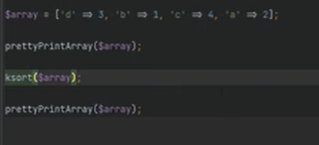 $array = ['d' => 3, 'b' => 1, 'c' => 4, 'a' => 2];
prettyPrintArray($array);
ksort($array);
prettyPrintArray($array);